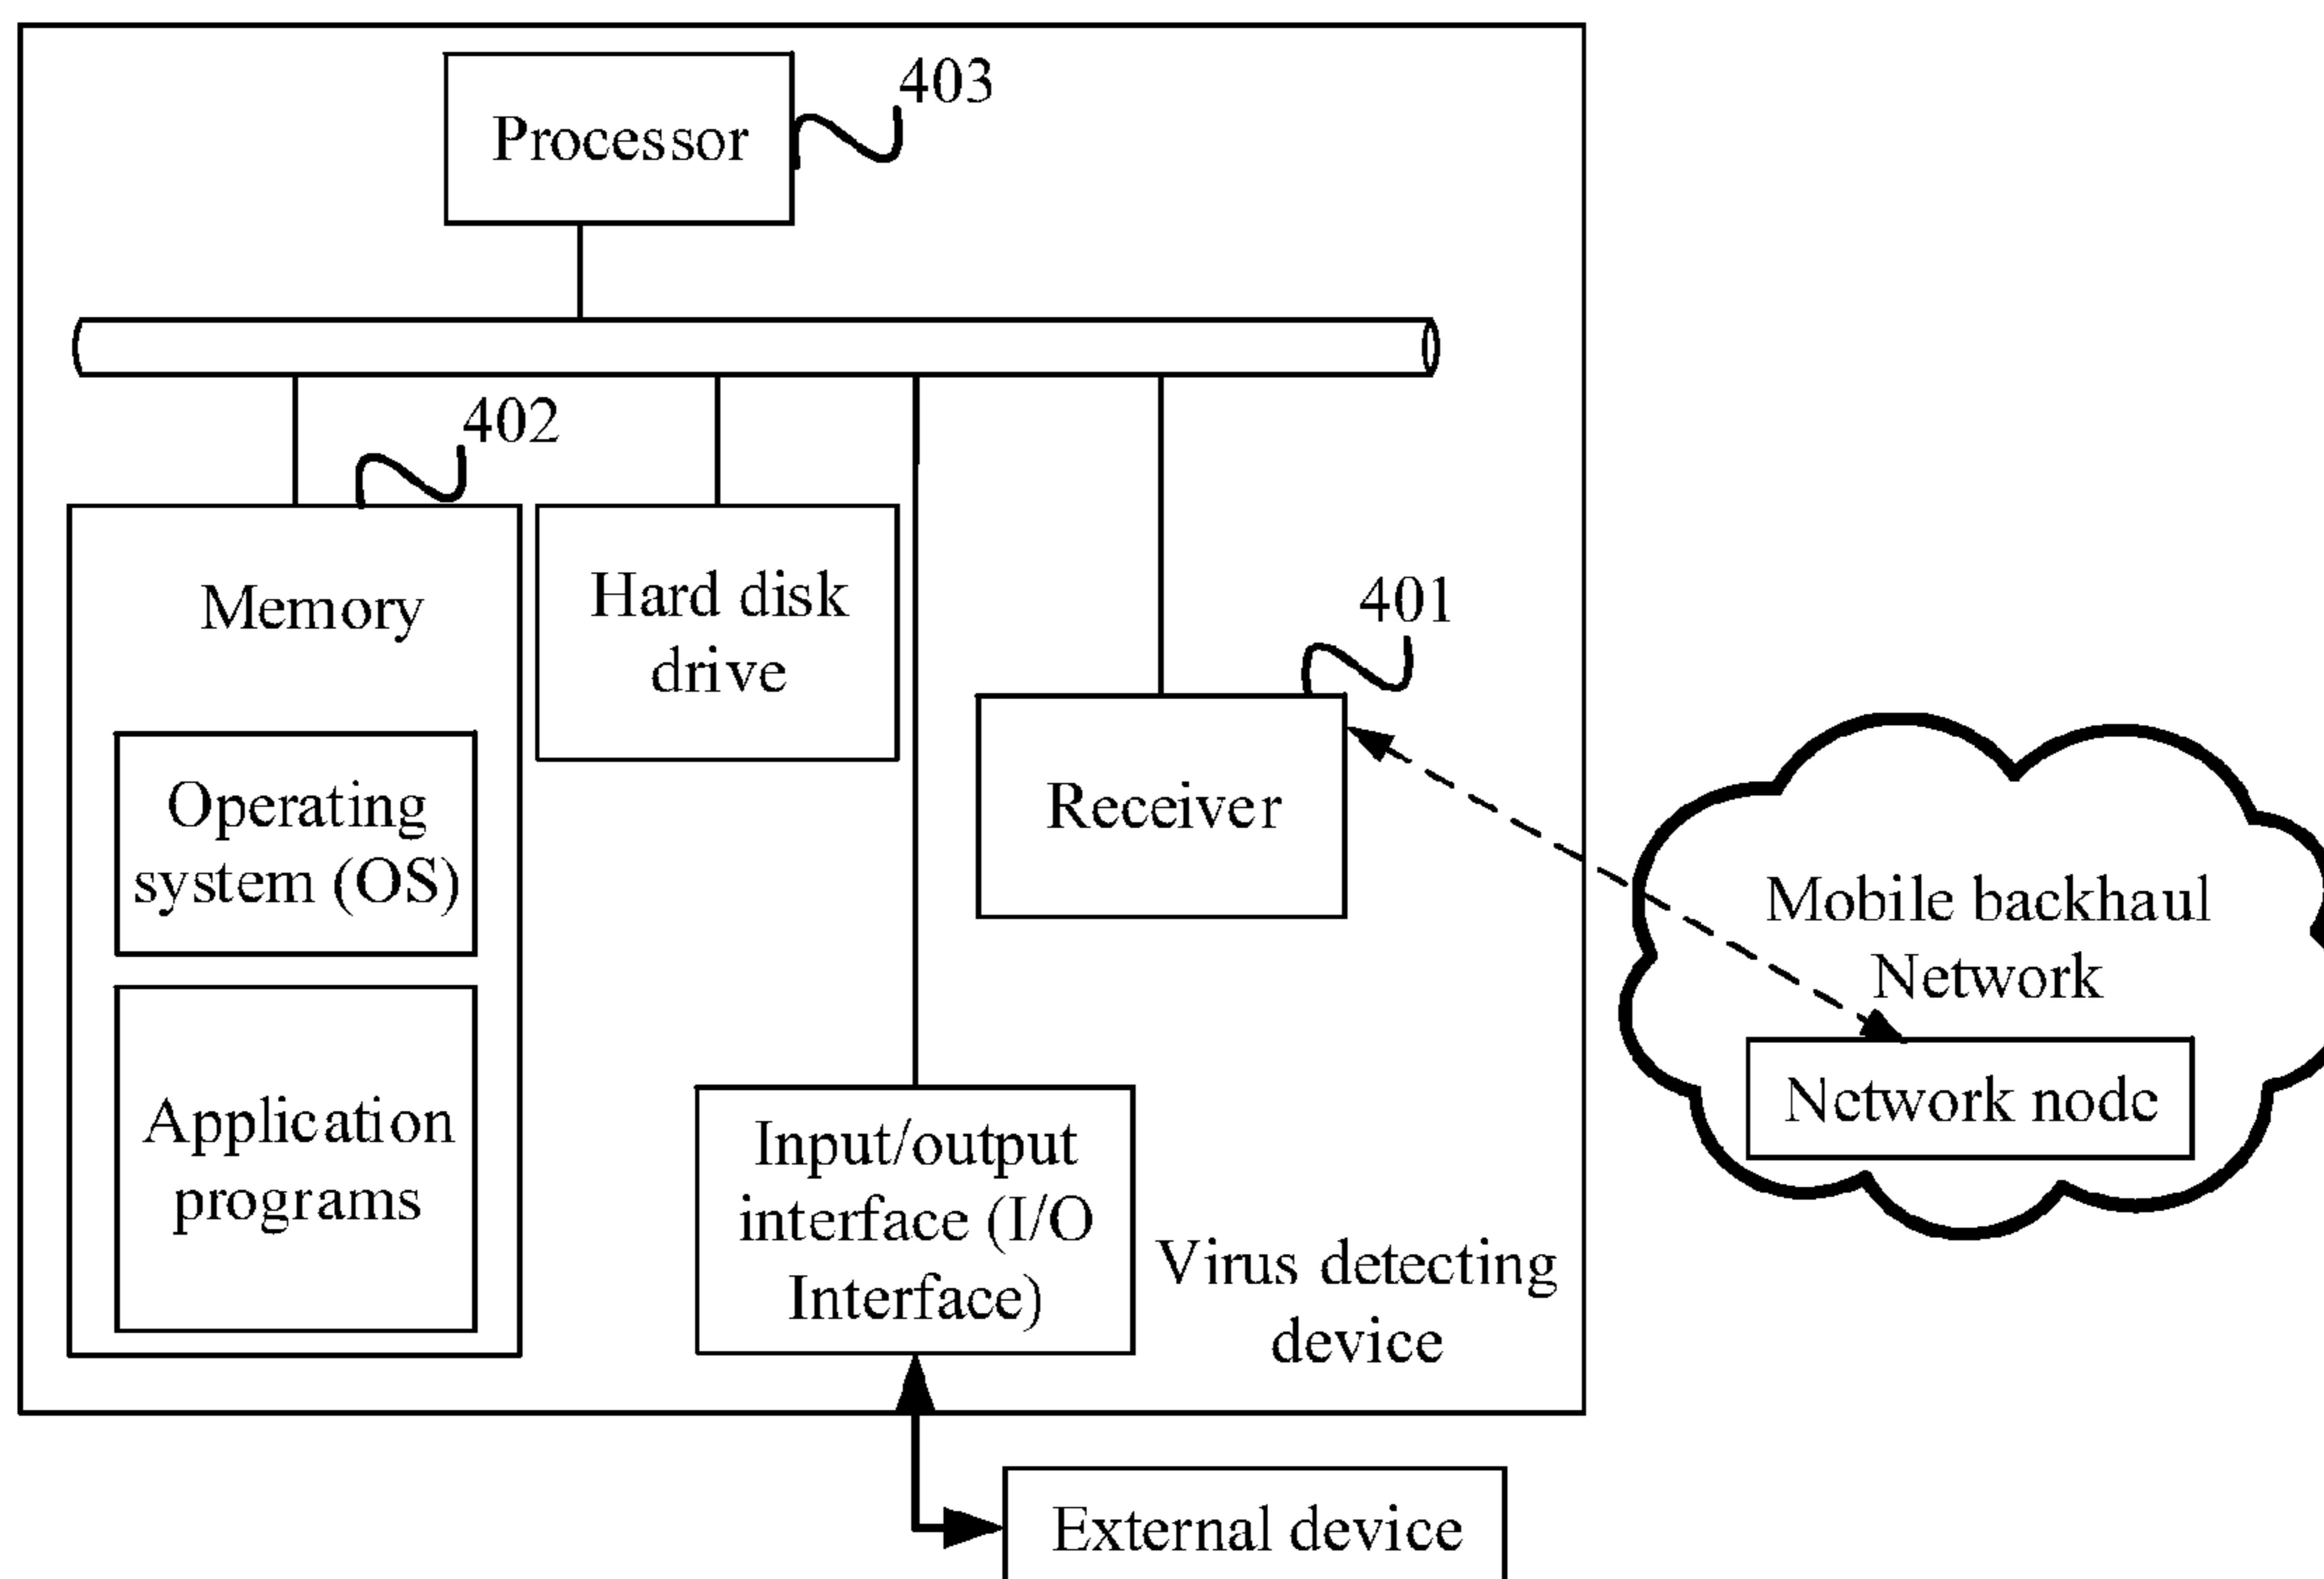 403
Processor
402
Memory
Hard disk
drive
401
Receiver
Operating
system (OS)
Application
programs
Input/output
interface (I/O
Interface)
Virus detecting
device
Mobile backhaul
Network
Network node
External device